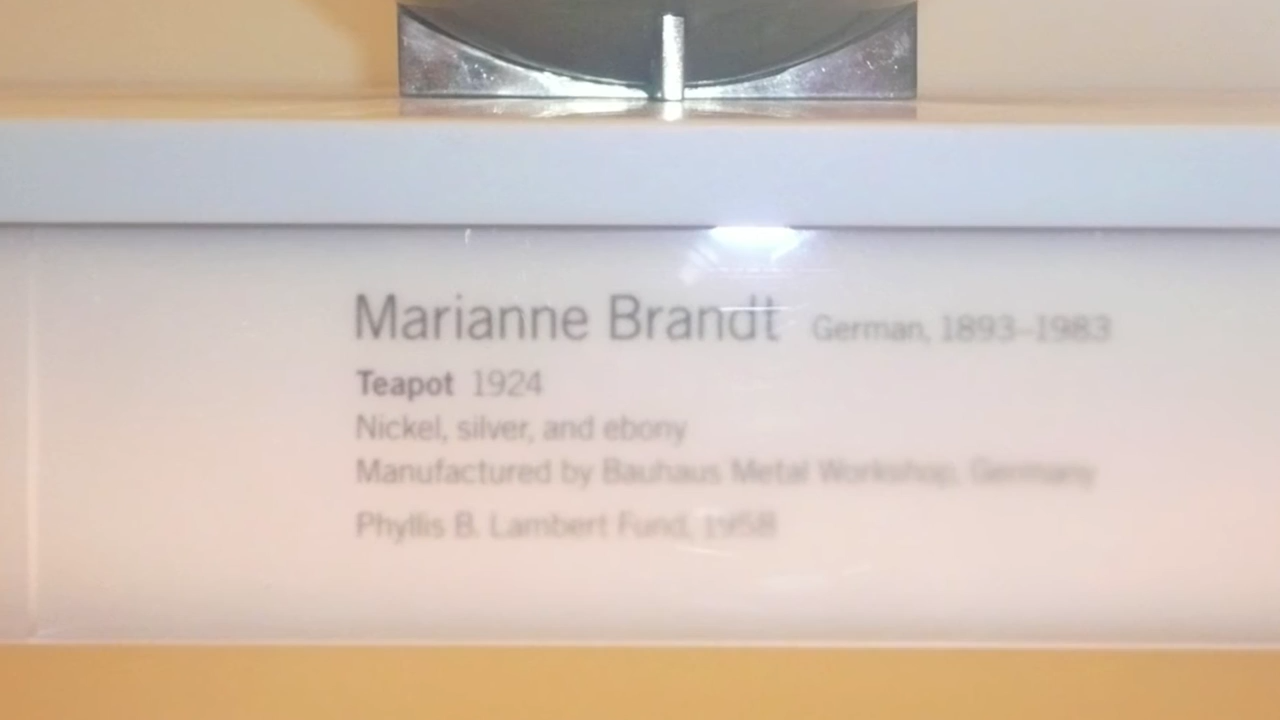 Marianne Brandt German, 1893–1983
Teapot 1924
Nickel, silver, and ebony
Manufactured by Bauhaus Metal Workshop, Germany
Phyllis B. Lambert Fund, 1958